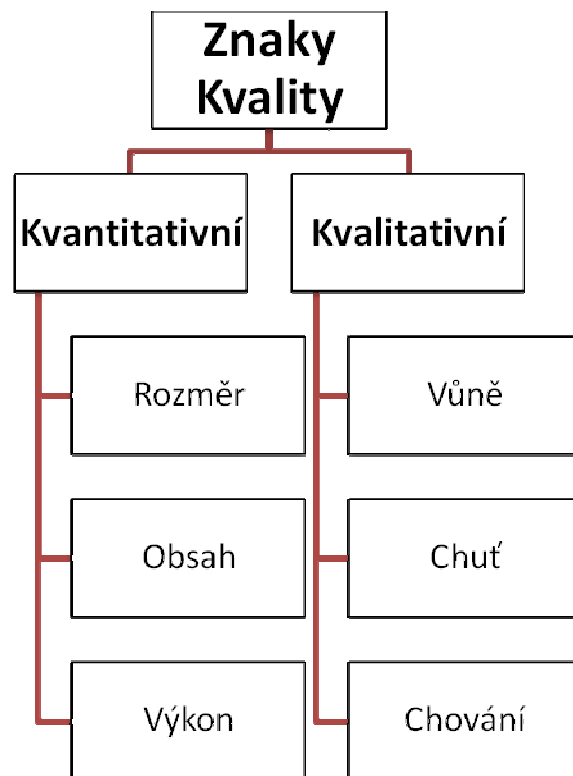 Znaky
Kvality
Kvantitativní
Kvalitativní
Rozměr
Vůně
Obsah
Chuť
Výkon
Chování